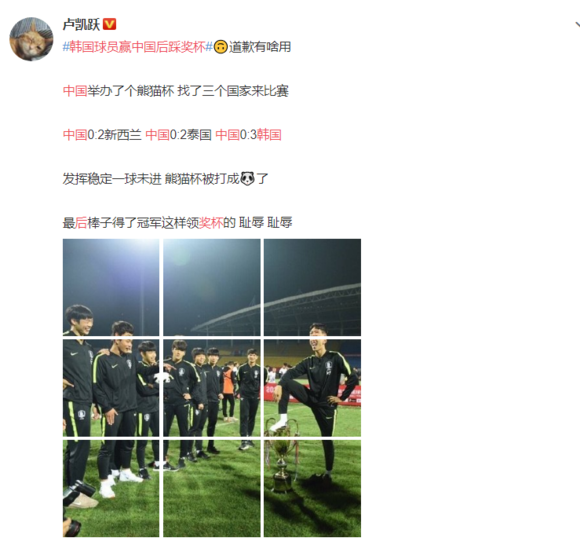 卢凯跃
#韩国球员赢中国后踩奖杯#🙃道歉有啥用
中国举办了个熊猫杯 找了三个国家来比赛
中国0:2新西兰 中国0:2泰国 中国0:3韩国
发挥稳定一球未进 熊猫杯被打成🐼了
最后棒子得了冠军这样领奖杯的 耻辱 耻辱